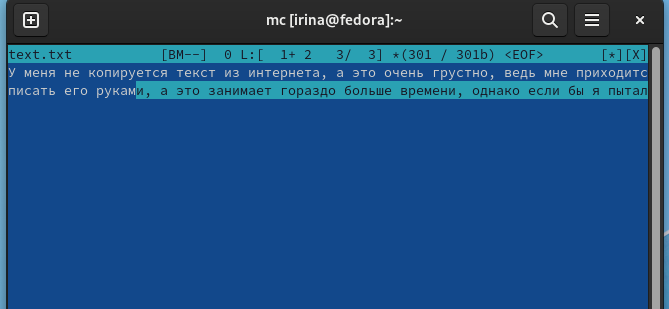 mc [irina@fedora]:~
text.txt [BM--] 0 L:[ 1+ 2 3/ 3] *(301 / 301b) <EOF> [*][X]
У меня не копируется текст из интернета, а это очень грустно, ведь мне приходитс
писать его руками, а это занимает гораздо больше времени, однако если бы я пытал